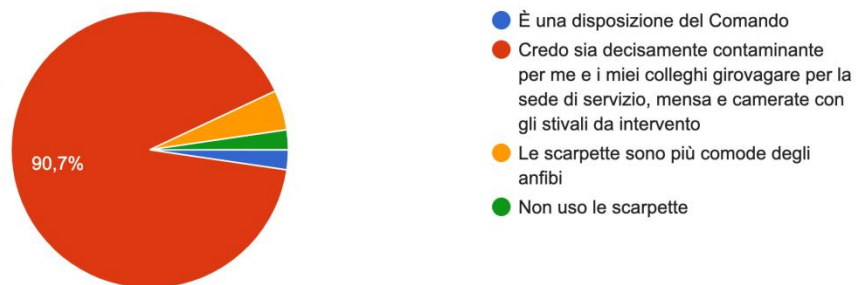 90,7%
È una disposizione del Comando
Credo sia decisamente contaminante
per me e i miei colleghi girovagare per la
sede di servizio, mensa e camerate con
gli stivali da intervento
Le scarpette sono più comode degli
anfibi
Non uso le scarpette